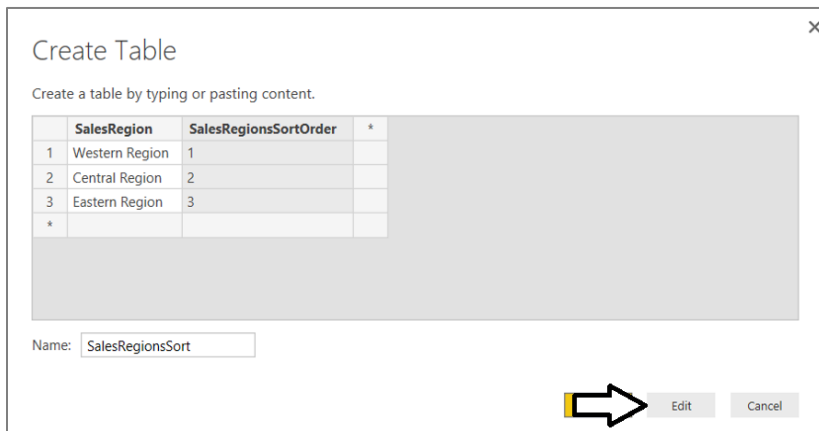 ×
Create Table
Create a table by typing or pasting content.
SalesRegion SalesRegionsSortOrder *
1 Western Region 1
2 Central Region 2
3 Eastern Region 3
*
Name: SalesRegionsSort
Edit Cancel